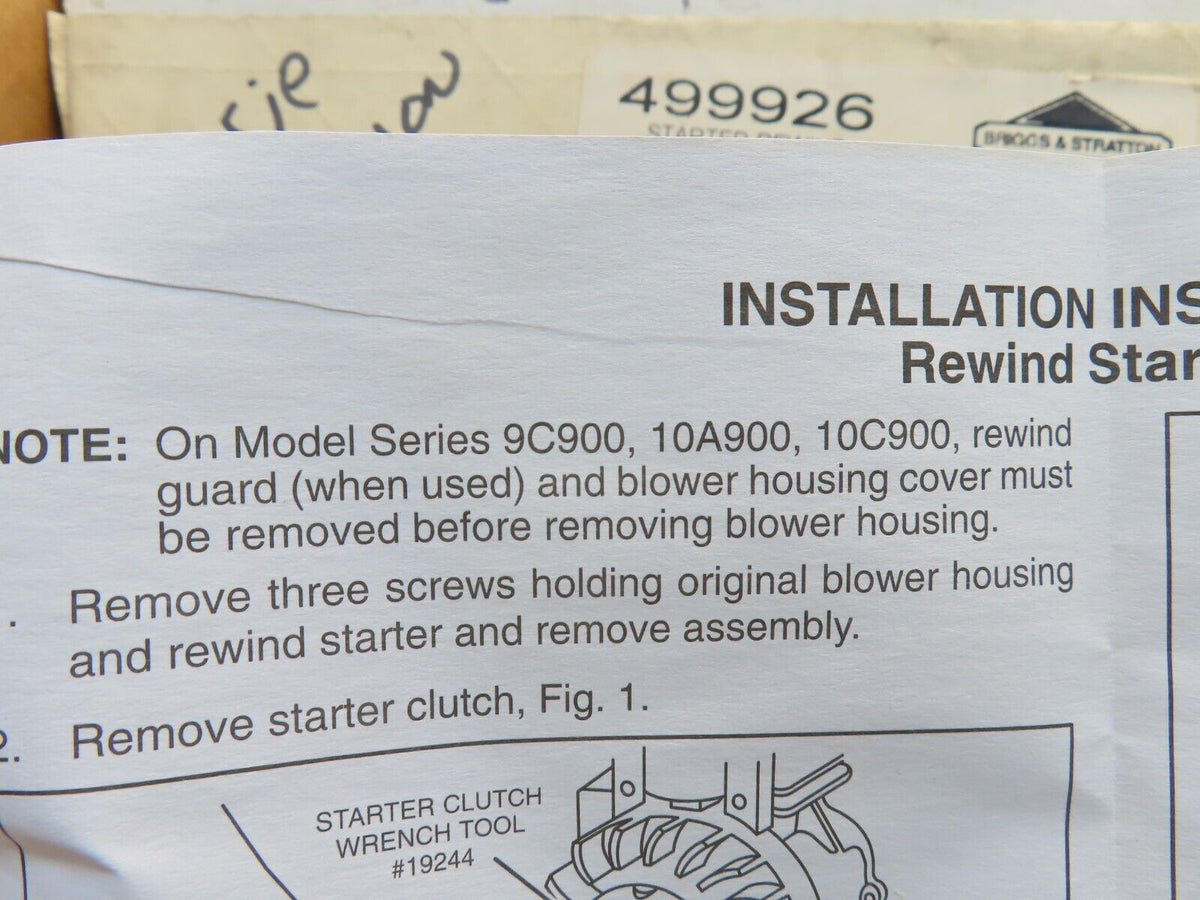 499926
BRIGGS & STRATTON
INSTALLATION INS
Rewind Star
NOTE: On Model Series 9C900, 10A900, 10C900, rewind
guard (when used) and blower housing cover must
be removed before removing blower housing.
. Remove three screws holding original blower housing
and rewind starter and remove assembly.
2. Remove starter clutch, Fig. 1.
STARTER CLUTCH
WRENCH TOOL
#19244